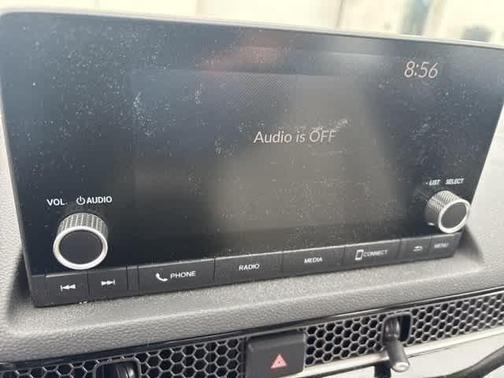 8:56
Audio is OFF
VOL ⏻ AUDIO
LIST SELECT
PHONE RADIO MEDIA CONNECT MENU